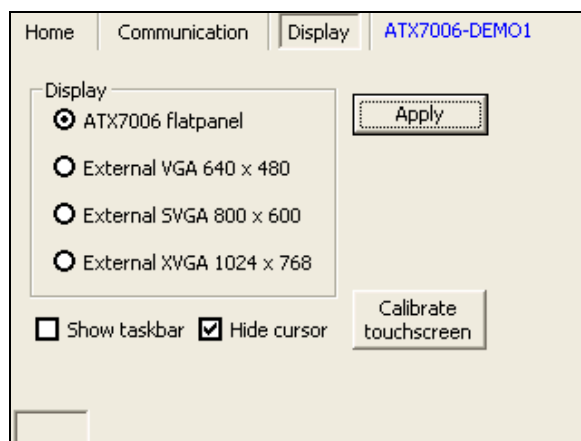 Home Communication Display ATX7006-DEMO1
Display
ATX7006 flatpanel
Apply
External VGA 640 x 480
External SVGA 800 x 600
External XVGA 1024 x 768
Show taskbar Hide cursor
Calibrate
touchscreen